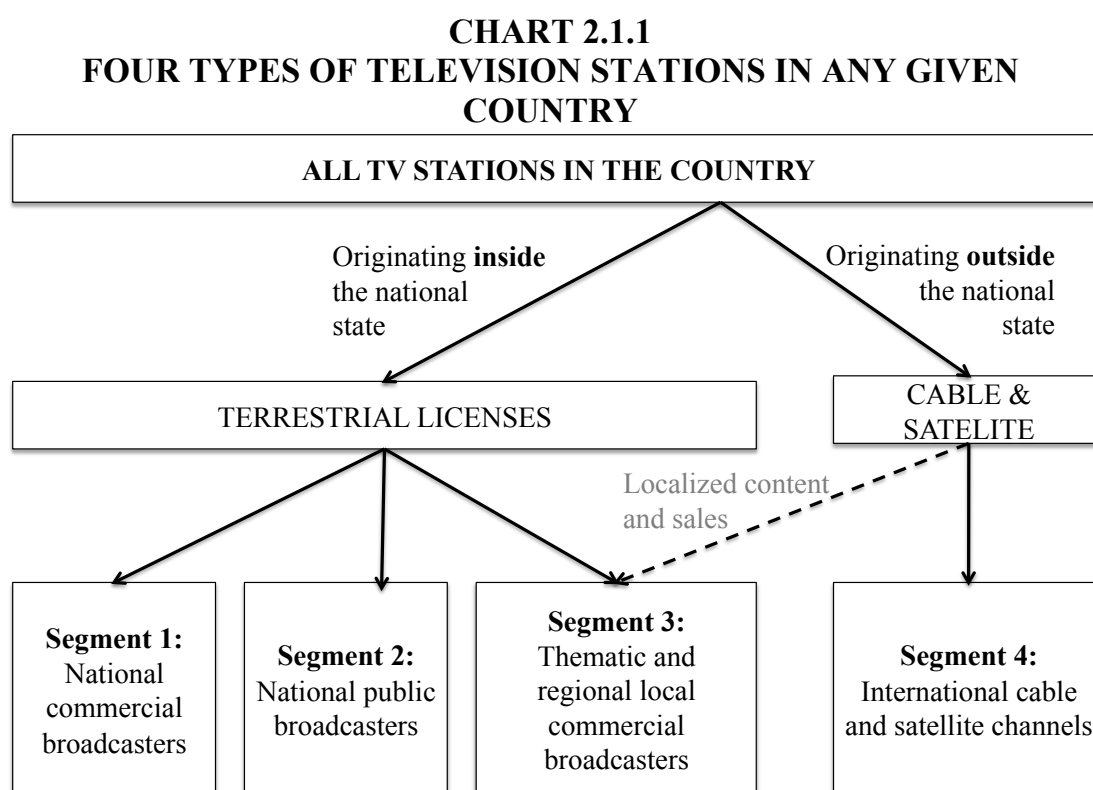 CHART 2.1.1
FOUR TYPES OF TELEVISION STATIONS IN ANY GIVEN
COUNTRY
ALL TV STATIONS IN THE COUNTRY
Originating inside
the national
state
Originating outside
the national
state
TERRESTRIAL LICENSES
CABLE &
SATELITE
Localized content
and sales
Segment 1:
National
commercial
broadcasters
Segment 2:
National public
broadcasters
Segment 3:
Thematic and
regional local
commercial
broadcasters
Segment 4:
International cable
and satellite channels